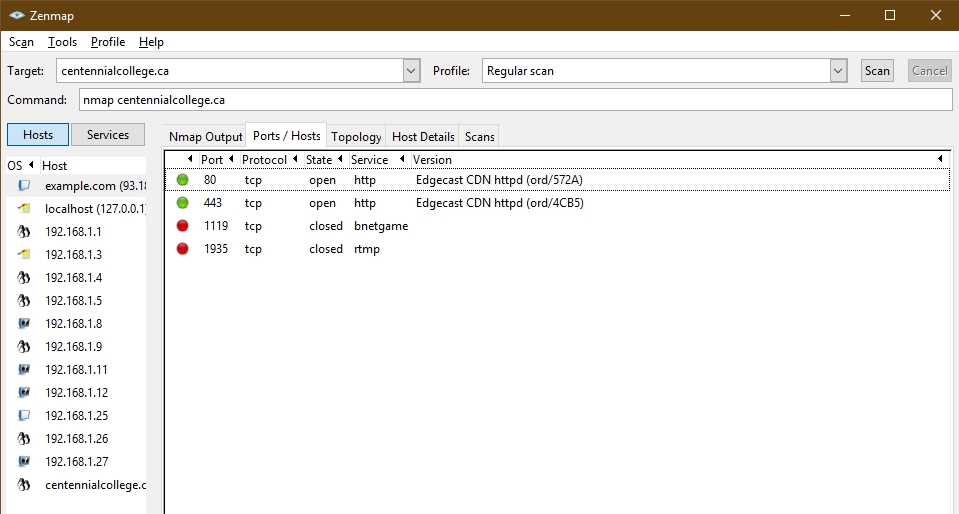 Zenmap
Scan Tools Profile Help
Target: centennialcollege.ca Profile: Regular scan Scan Cancel
Command: nmap centennialcollege.ca
Hosts Services
Nmap Output Ports / Hosts Topology Host Details Scans
OS Host
example.com (93.18
localhost (127.0.0.1)
192.168.1.1
192.168.1.3
192.168.1.4
192.168.1.5
192.168.1.8
192.168.1.9
192.168.1.11
192.168.1.12
192.168.1.25
192.168.1.26
192.168.1.27
centennialcollege.c
Port Protocol State Service Version
80 tcp open http Edgecast CDN httpd (ord/572A)
443 tcp open http Edgecast CDN httpd (ord/4CB5)
1119 tcp closed bnetgame
1935 tcp closed rtmp